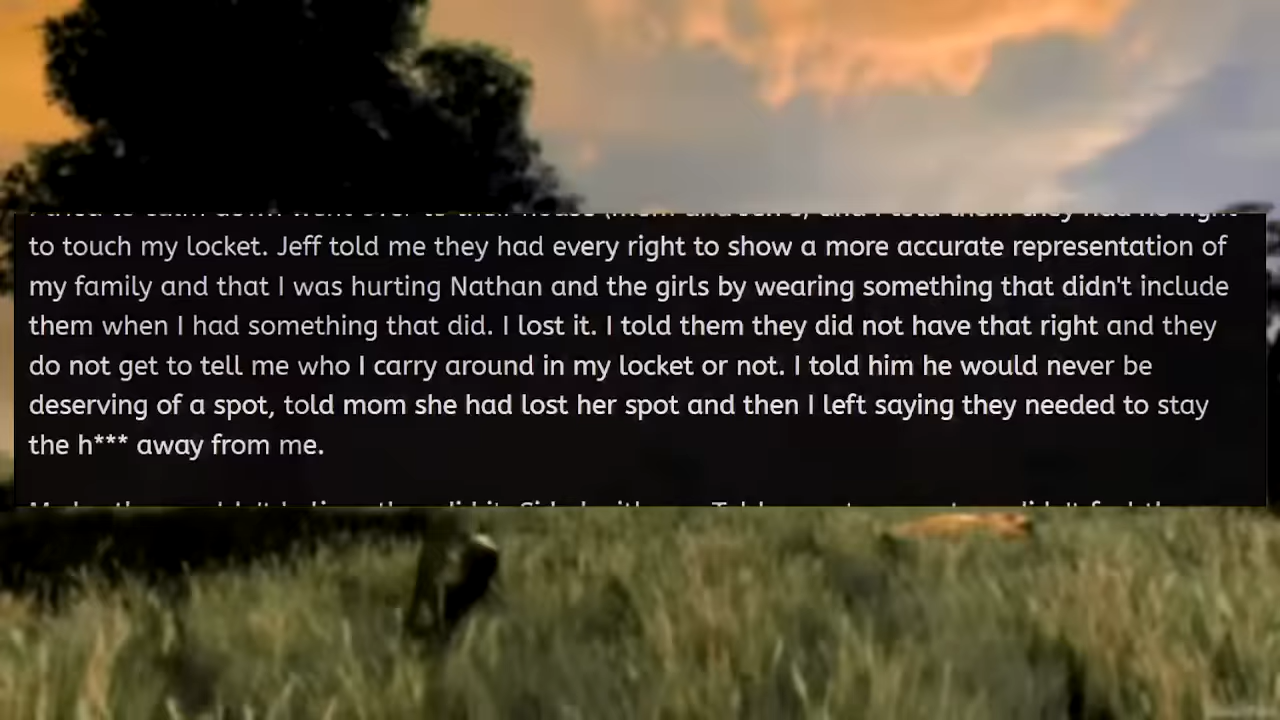 to touch my locket. Jeff told me they had every right to show a more accurate representation of
my family and that I was hurting Nathan and the girls by wearing something that didn't include
them when I had something that did. I lost it. I told them they did not have that right and they
do not get to tell me who I carry around in my locket or not. I told him he would never be
deserving of a spot, told mom she had lost her spot and then I left saying they needed to stay
the h*** away from me.